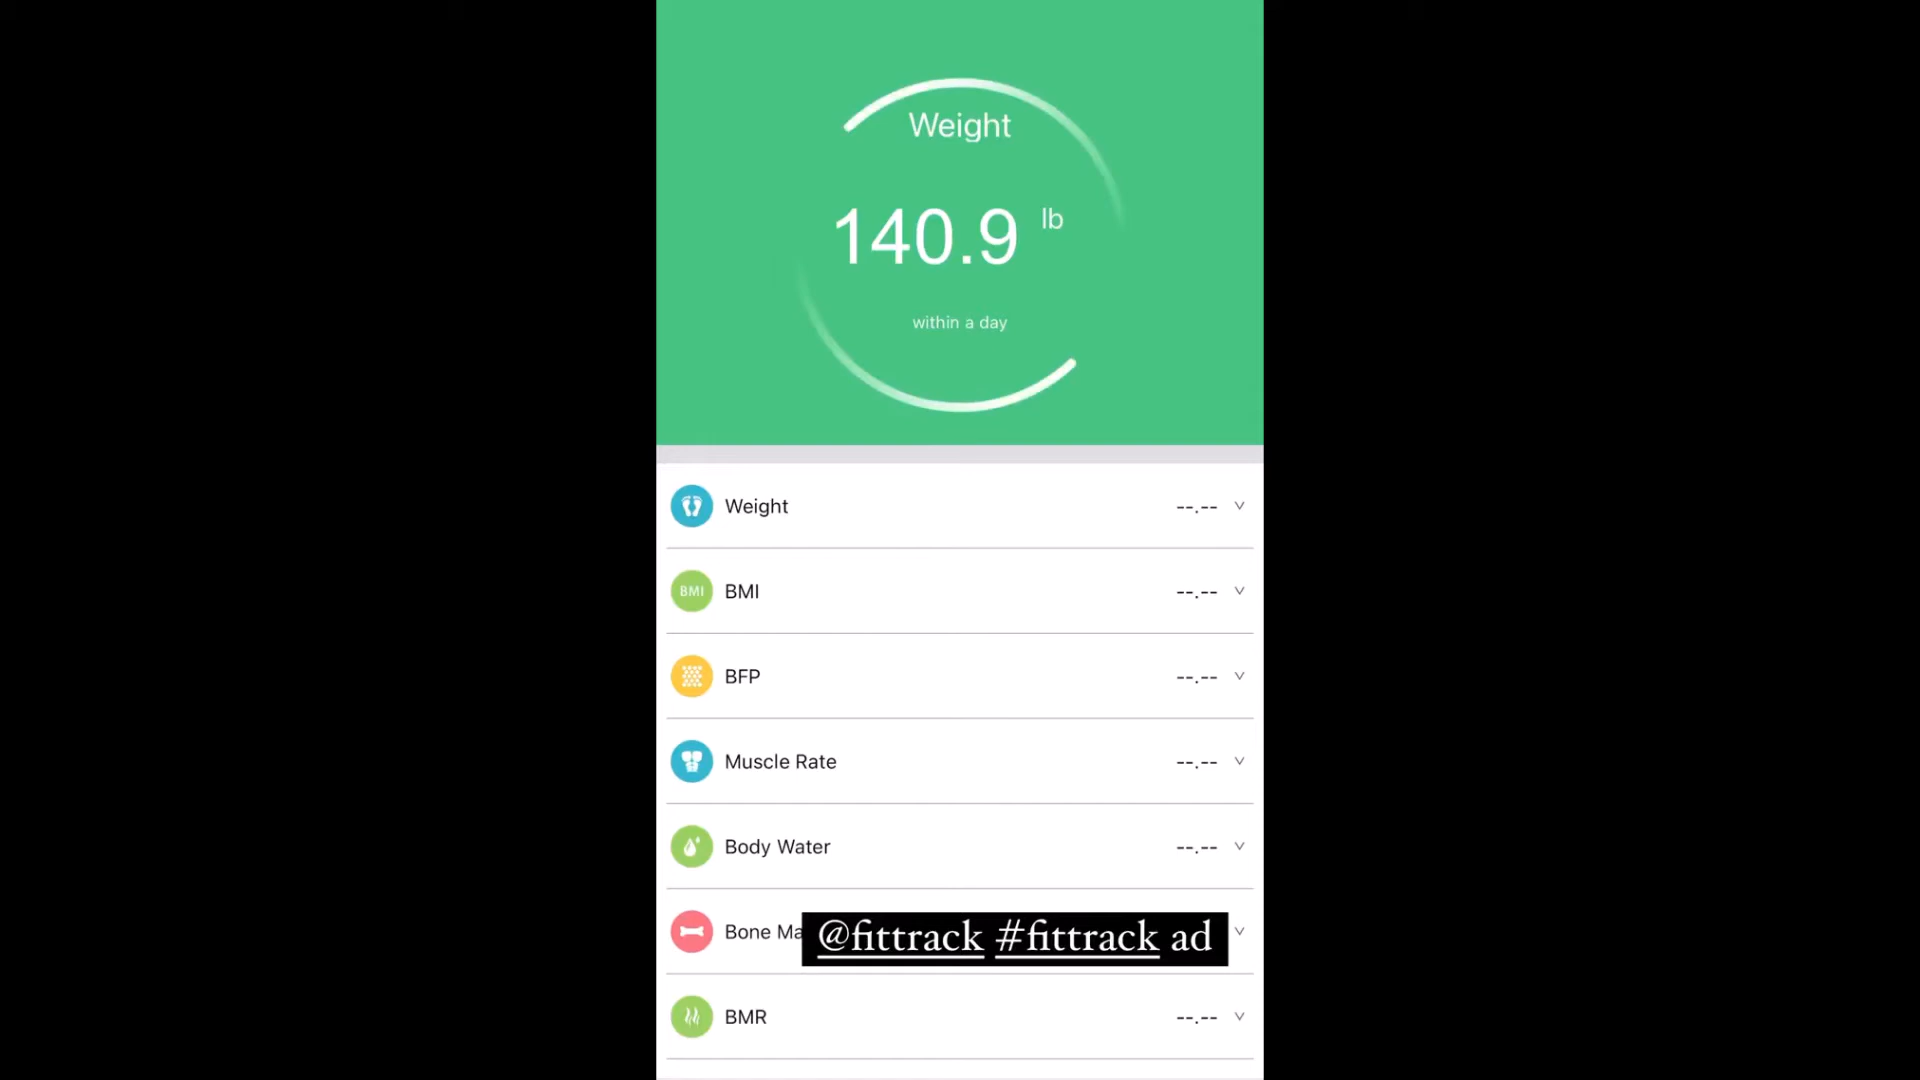 Weight
140.9 lb
within a day
Weight --.--
BMI BMI --.--
BFP --.--
Muscle Rate --.--
Body Water --.--
Bone Ma
@fittrack #fittrack ad
BMR --.--